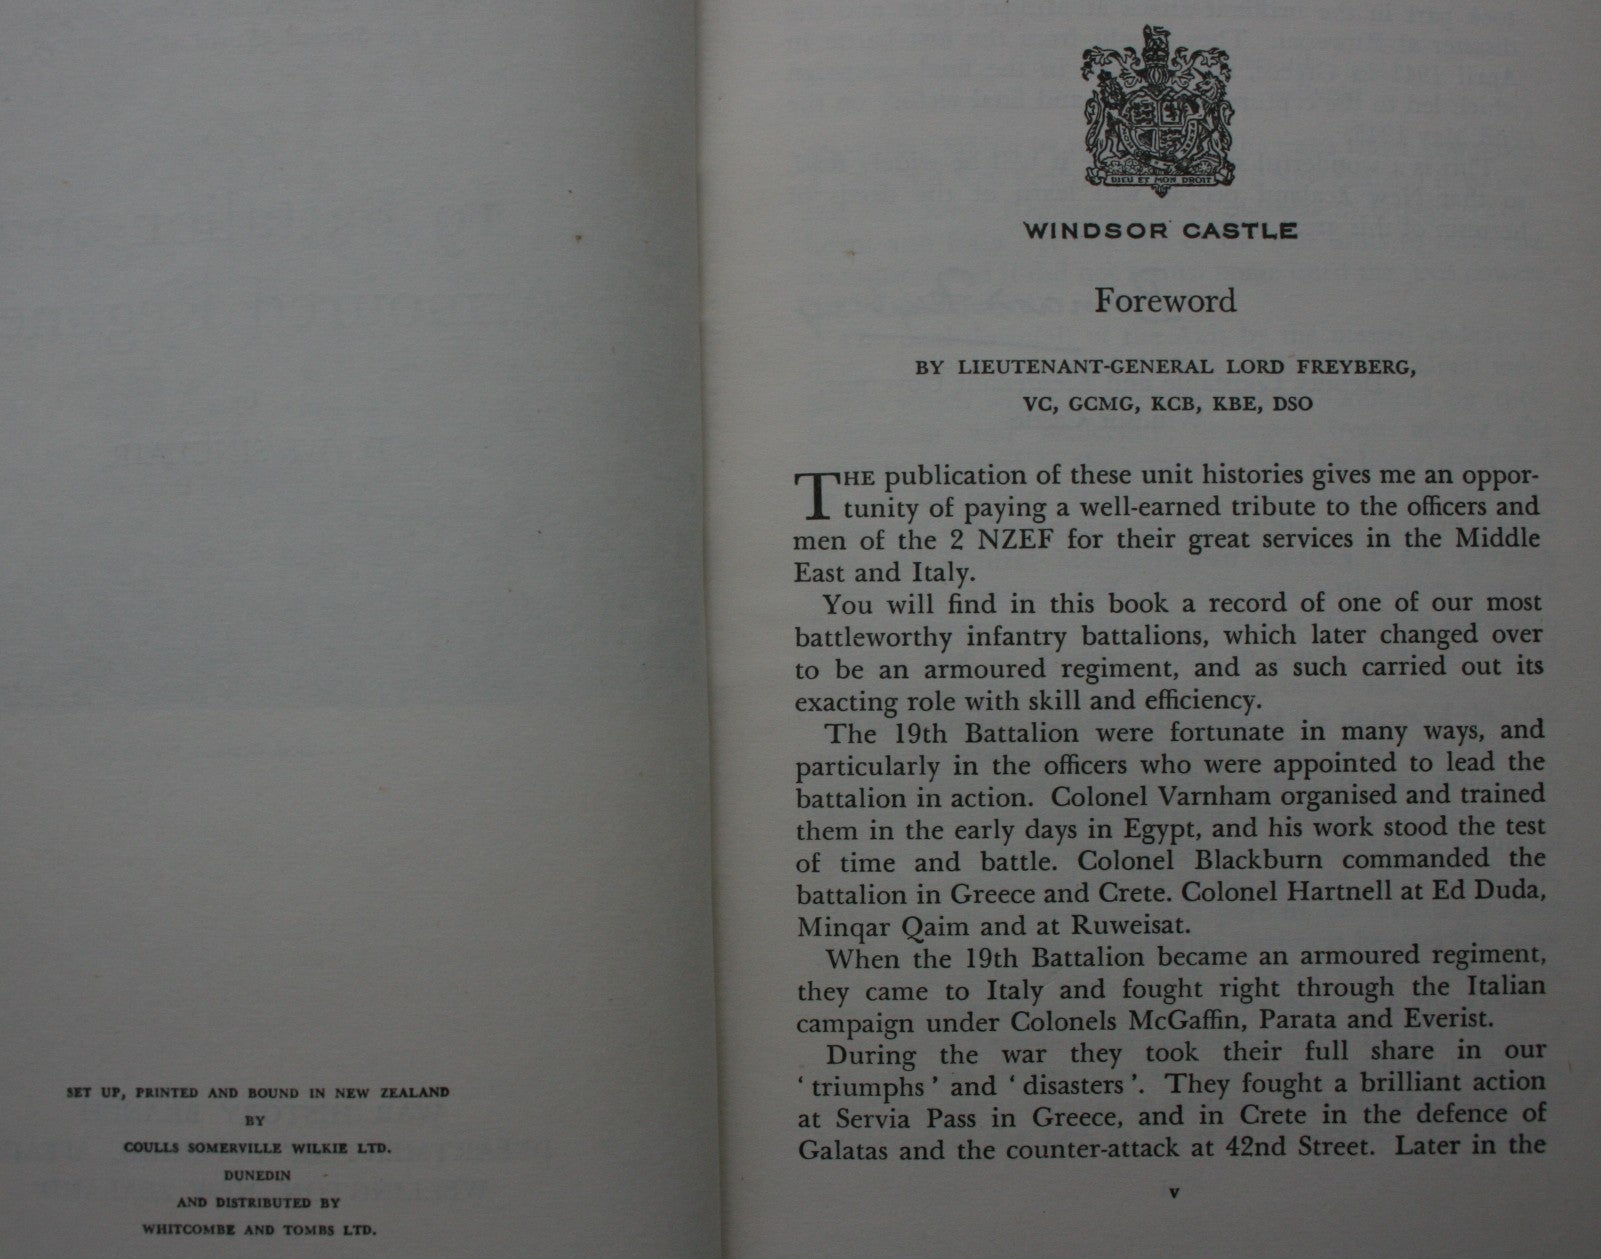 SET UP, PRINTED AND BOUND IN NEW ZEALAND
BY
COULLS SOMERVILLE WILKIE LTD.
DUNEDIN
AND DISTRIBUTED BY
WHITCOMBE AND TOMBS LTD.
DIEU ET MON DROIT
WINDSOR CASTLE
Foreword
BY LIEUTENANT-GENERAL LORD FREYBERG,
VC, GCMG, KCB, KBE, DSO
THE publication of these unit histories gives me an oppor-
tunity of paying a well-earned tribute to the officers and
men of the 2 NZEF for their great services in the Middle
East and Italy.
You will find in this book a record of one of our most
battleworthy infantry battalions, which later changed over
to be an armoured regiment, and as such carried out its
exacting role with skill and efficiency.
The 19th Battalion were fortunate in many ways, and
particularly in the officers who were appointed to lead the
battalion in action. Colonel Varnham organised and trained
them in the early days in Egypt, and his work stood the test
of time and battle. Colonel Blackburn commanded the
battalion in Greece and Crete. Colonel Hartnell at Ed Duda,
Minqar Qaim and at Ruweisat.
When the 19th Battalion became an armoured regiment,
they came to Italy and fought right through the Italian
campaign under Colonels McGaffin, Parata and Everist.
During the war they took their full share in our
‘triumphs’ and ‘disasters’. They fought a brilliant action
at Servia Pass in Greece, and in Crete in the defence of
Galatas and the counter-attack at 42nd Street. Later in the
v